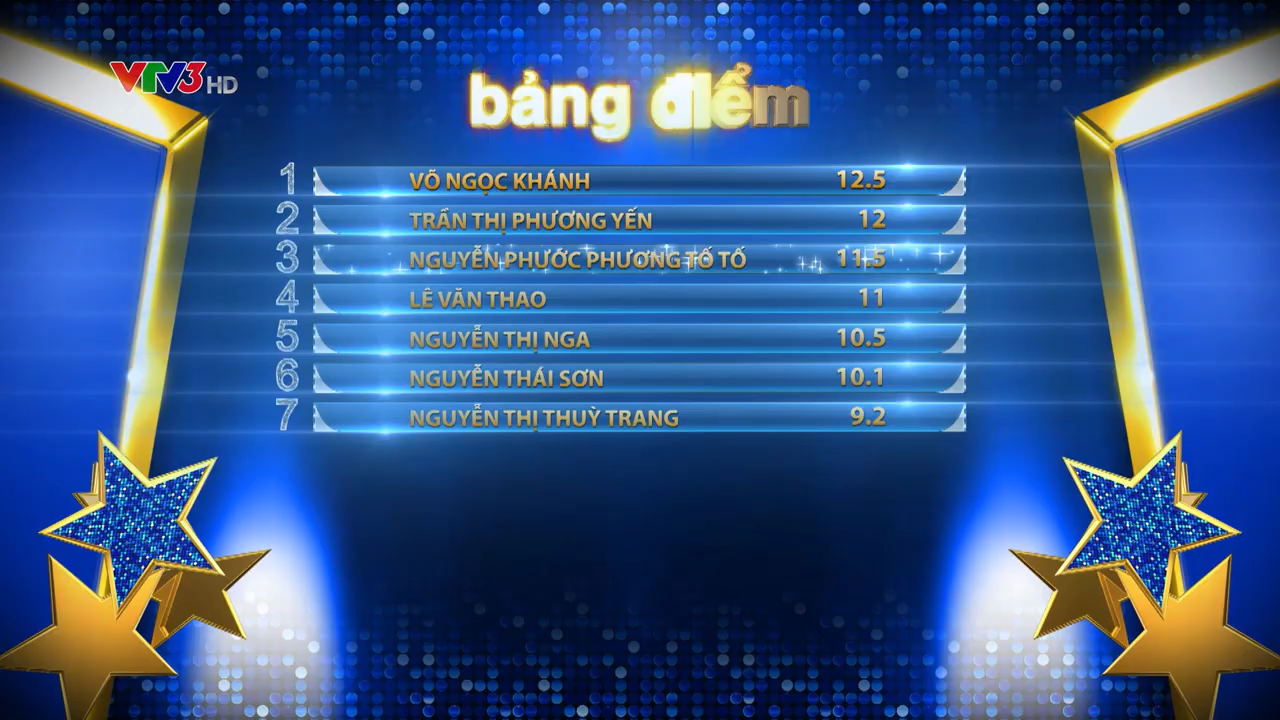 VTV3 HD
bảng điểm
1 VÕ NGỌC KHÁNH 12.5
2 TRẦN THỊ PHƯƠNG YẾN 12
3 NGUYỄN PHƯỚC PHƯƠNG TỐ TỐ 11.5
4 LÊ VĂN THAO 11
5 NGUYỄN THỊ NGA 10.5
6 NGUYỄN THÁI SƠN 10.1
7 NGUYỄN THỊ THUỲ TRANG 9.2